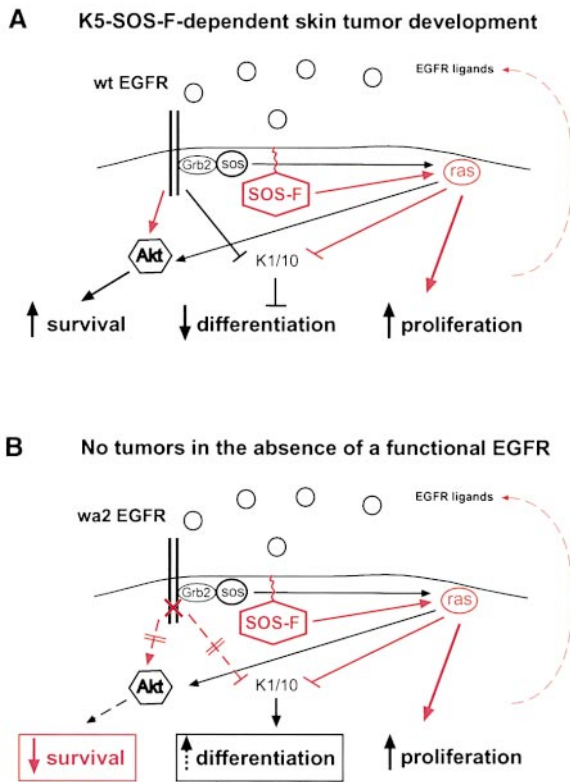 A K5-SOS-F-dependent skin tumor development
EGFR ligands
wt EGFR
Grb2 sos
ras
SOS-F
Akt
K1/10
survival differentiation proliferation
B No tumors in the absence of a functional EGFR
EGFR ligands
wa2 EGFR
Grb2 sos
ras
SOS-F
Akt
K1/10
survival differentiation proliferation